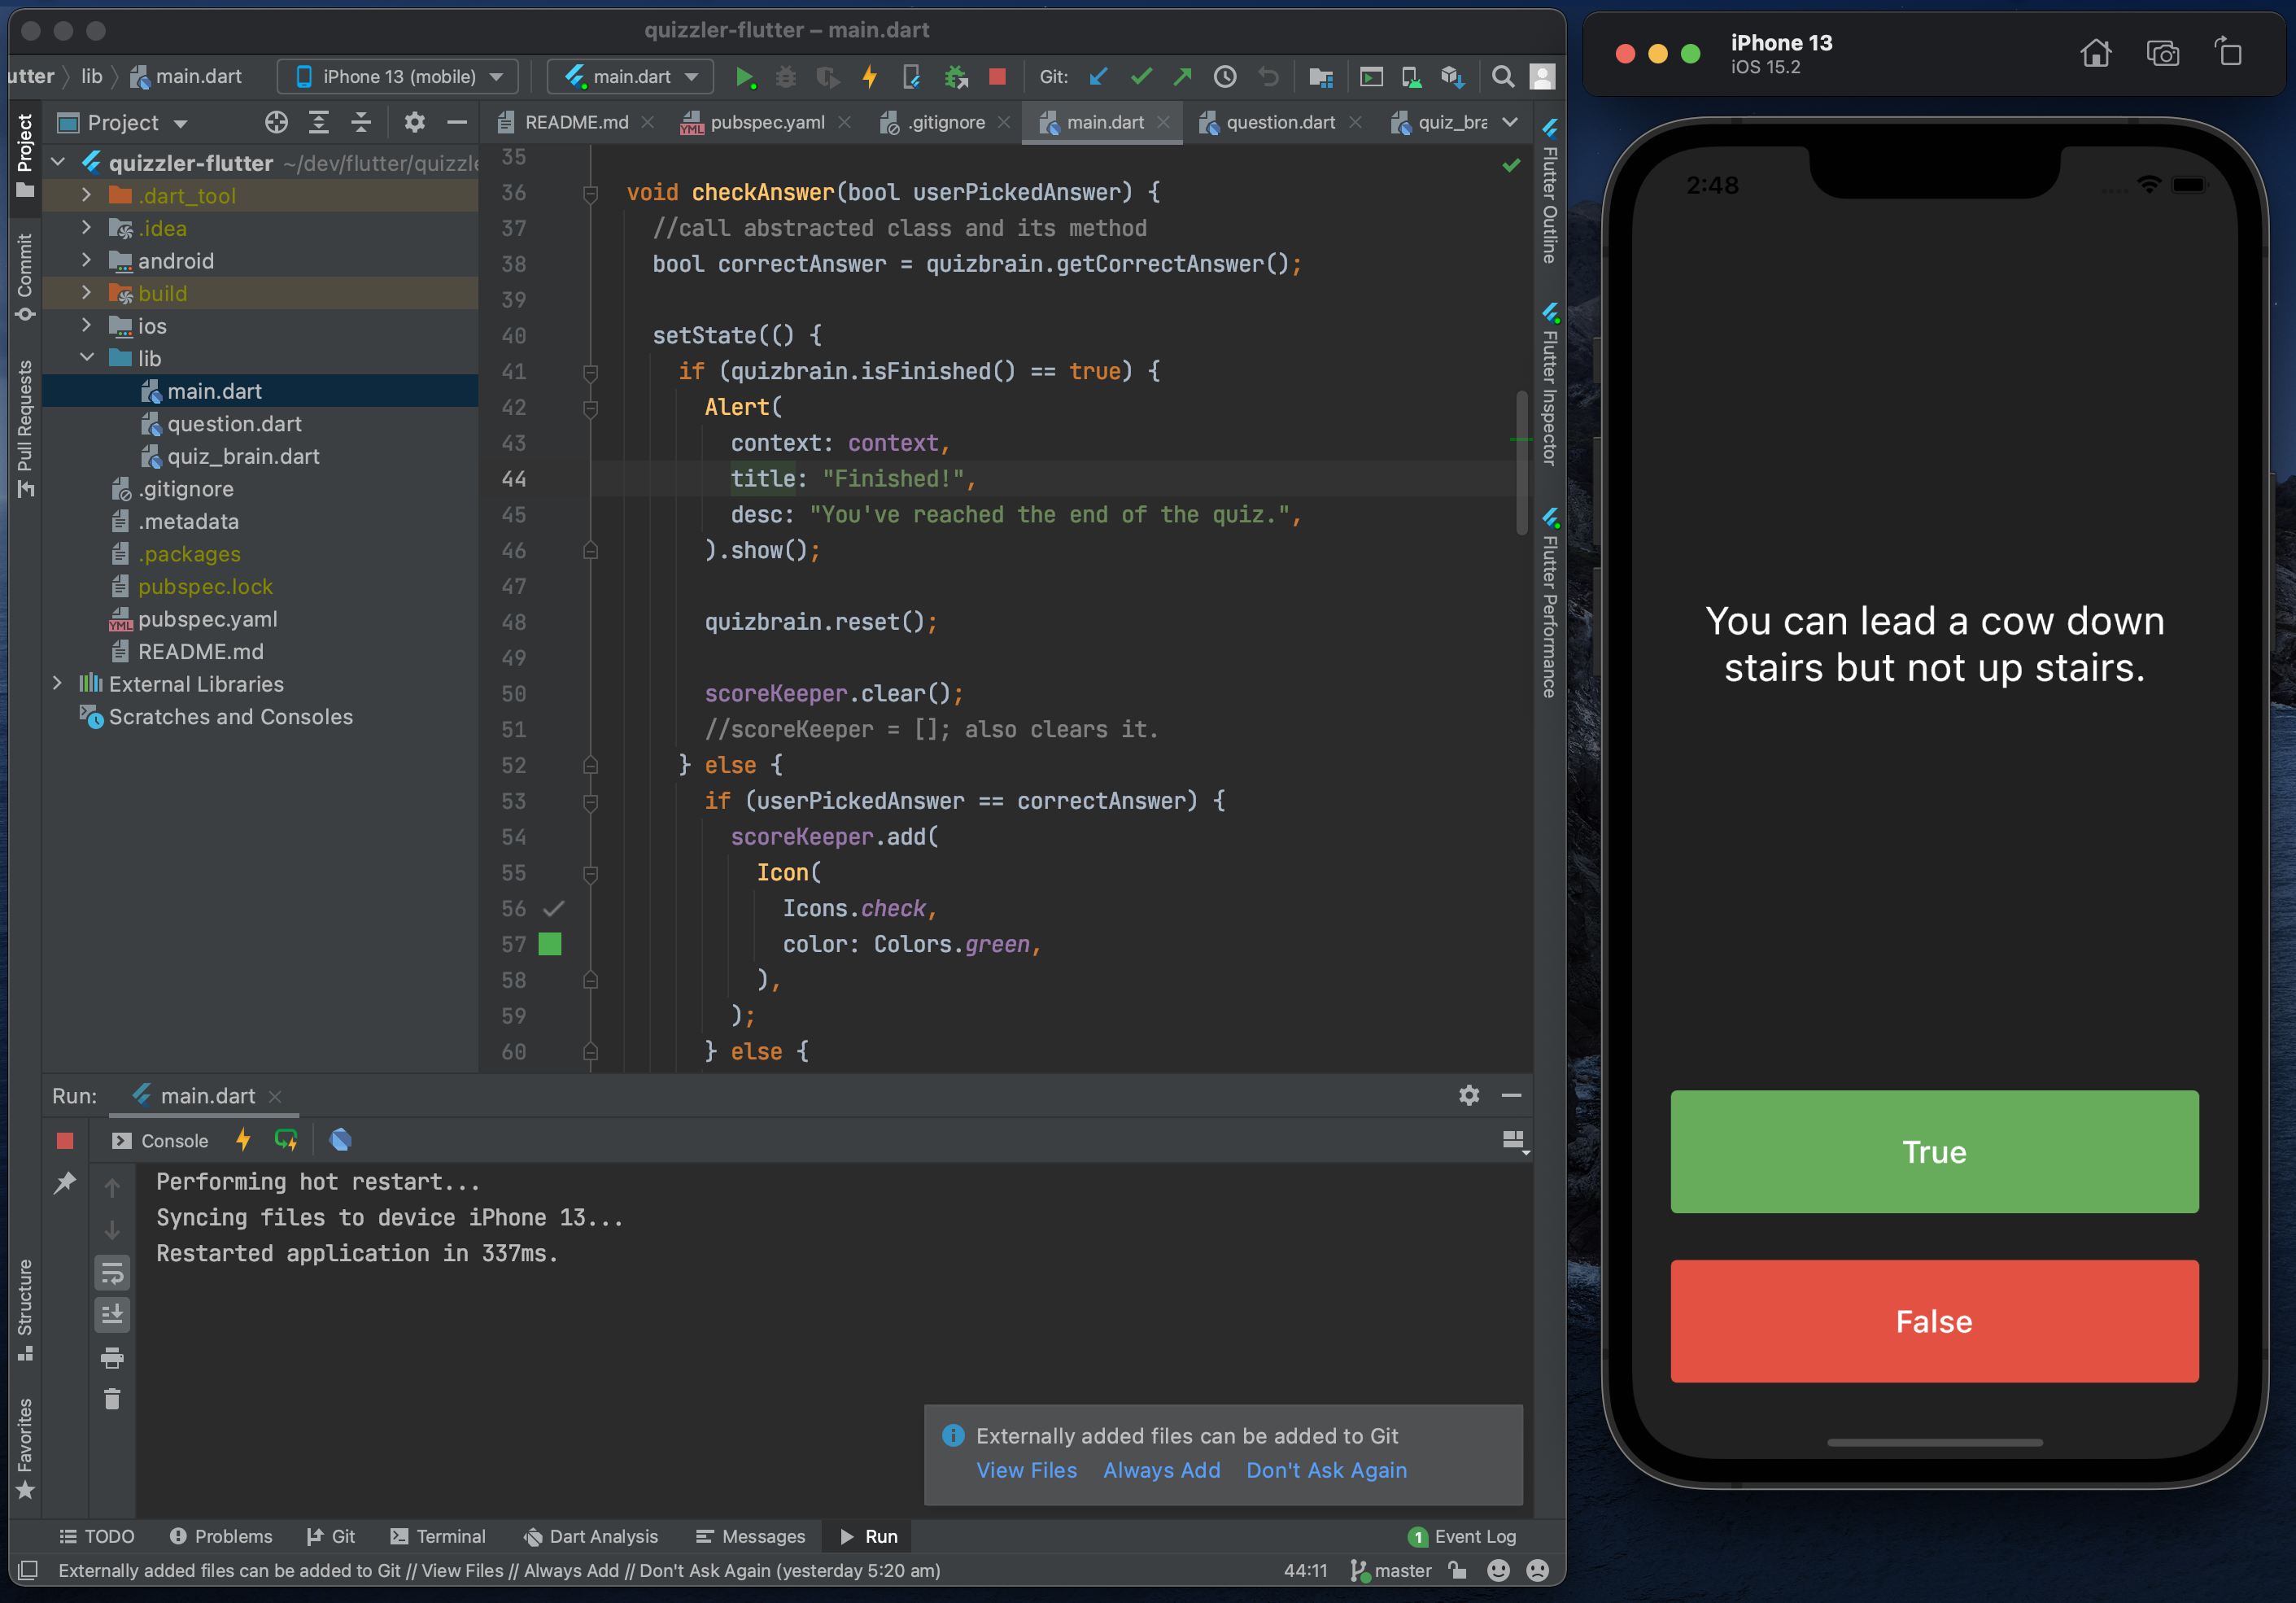 quizzler-flutter – main.dart
utter lib main.dart iPhone 13 (mobile) main.dart Git:
Project
README.md pubspec.yaml .gitignore main.dart question.dart quiz_bra
Project
Commit
Pull Requests
Structure
Favorites
quizzler-flutter ~/dev/flutter/quizzle
.dart_tool
.idea
android
build
ios
lib
main.dart
question.dart
quiz_brain.dart
.gitignore
.metadata
.packages
pubspec.lock
YML pubspec.yaml
README.md
External Libraries
Scratches and Consoles
35
36 void checkAnswer(bool userPickedAnswer) {
37 //call abstracted class and its method
38 bool correctAnswer = quizbrain.getCorrectAnswer();
39
40 setState(() {
41 if (quizbrain.isFinished() == true) {
42 Alert(
43 context: context,
44 title: "Finished!",
45 desc: "You've reached the end of the quiz.",
46 ).show();
47
48 quizbrain.reset();
49
50 scoreKeeper.clear();
51 //scoreKeeper = []; also clears it.
52 } else {
53 if (userPickedAnswer == correctAnswer) {
54 scoreKeeper.add(
55 Icon(
56 Icons.check,
57 color: Colors.green,
58 ),
59 );
60 } else {
Flutter Outline
Flutter Inspector
Flutter Performance
Run: main.dart
Console
Performing hot restart...
Syncing files to device iPhone 13...
Restarted application in 337ms.
Externally added files can be added to Git
View Files Always Add Don't Ask Again
TODO Problems Git Terminal Dart Analysis Messages Run 1 Event Log
Externally added files can be added to Git // View Files // Always Add // Don't Ask Again (yesterday 5:20 am) 44:11 master
iPhone 13
iOS 15.2
2:48
You can lead a cow down
stairs but not up stairs.
True
False